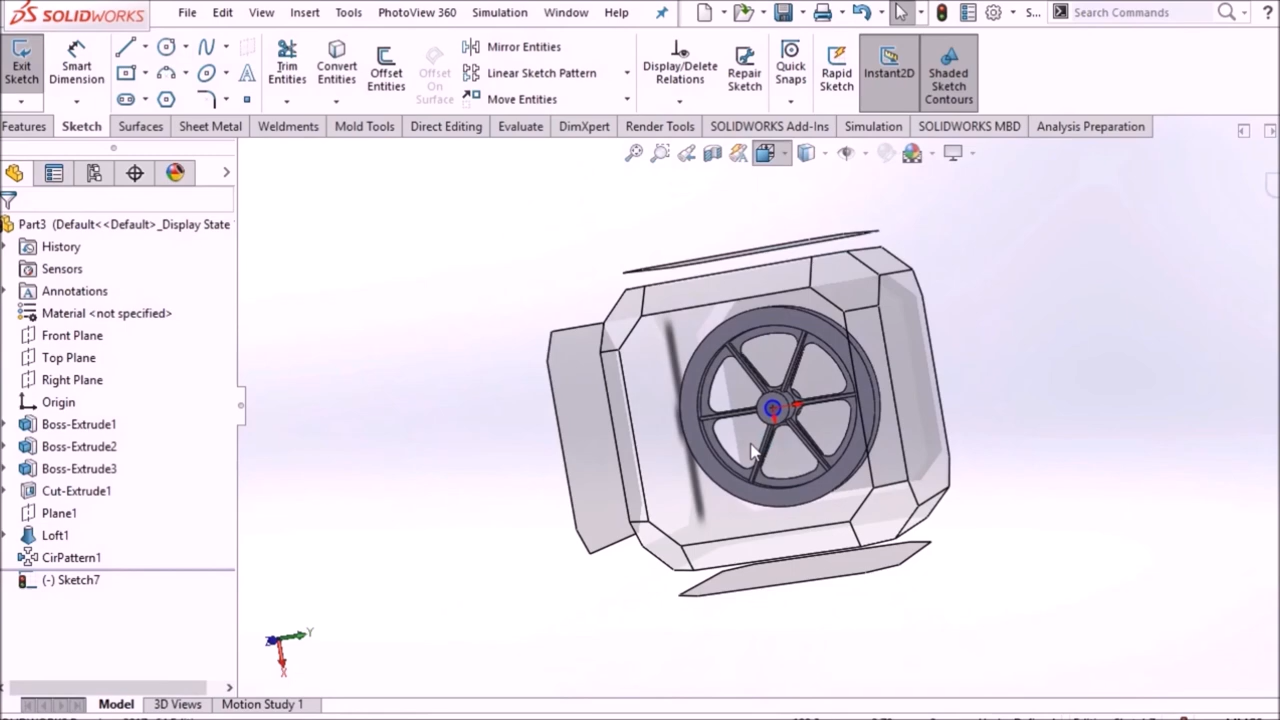 SOLIDWORKS File Edit View Insert Tools PhotoView 360 Simulation Window Help S... Search Commands ?
Exit Sketch
Smart Dimension
Trim Entities
Convert Entities
Offset Entities
Offset On Surface
Mirror Entities
Linear Sketch Pattern
Move Entities
Display/Delete Relations
Repair Sketch
Quick Snaps
Rapid Sketch
Instant2D
Shaded Sketch Contours
Features Sketch Surfaces Sheet Metal Weldments Mold Tools Direct Editing Evaluate DimXpert Render Tools SOLIDWORKS Add-Ins Simulation SOLIDWORKS MBD Analysis Preparation
Part3 (Default<<Default>_Display State
History
Sensors
Annotations
Material <not specified>
Front Plane
Top Plane
Right Plane
Origin
Boss-Extrude1
Boss-Extrude2
Boss-Extrude3
Cut-Extrude1
Plane1
Loft1
CirPattern1
(-) Sketch7
Y
X
Model 3D Views Motion Study 1